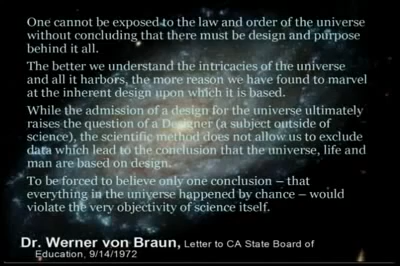 One cannot be exposed to the law and order of the universe
without concluding that there must be design and purpose
behind it all.
The better we understand the intricacies of the universe
and all it harbors, the more reason we have found to marvel
at the inherent design upon which it is based.
While the admission of a design for the universe ultimately
raises the question of a Designer (a subject outside of
science), the scientific method does not allow us to exclude
data which lead to the conclusion that the universe, life and
man are based on design.
To be forced to believe only one conclusion – that
everything in the universe happened by chance – would
violate the very objectivity of science itself.
Dr. Werner von Braun, Letter to CA State Board of
Education, 9/14/1972